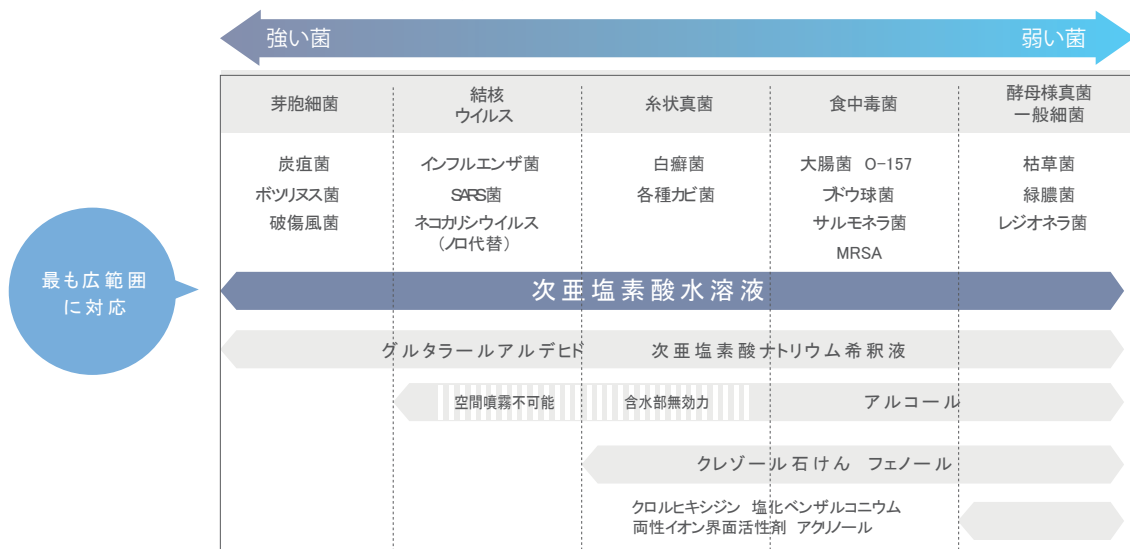 強い菌
弱い菌
芽胞細菌
結核
ウイルス
糸状真菌
食中毒菌
酵母様真菌
一般細菌
炭疽菌
ボツリヌス菌
破傷風菌
インフルエンザ菌
SARS菌
ネコカリシウイルス
(ノロ代替)
白癬菌
各種カビ菌
大腸菌 O-157
ブドウ球菌
サルモネラ菌
MRSA
枯草菌
緑膿菌
レジオネラ菌
最も広範囲
に対応
次亜塩素酸水溶液
グルタラールアルデヒド 次亜塩素酸ナトリウム希釈液
空間噴霧不可能 含水部無効力 アルコール
クレゾール石けん フェノール
クロルヒキシジン 塩化ベンザルコニウム
両性イオン界面活性剤 アクリノール